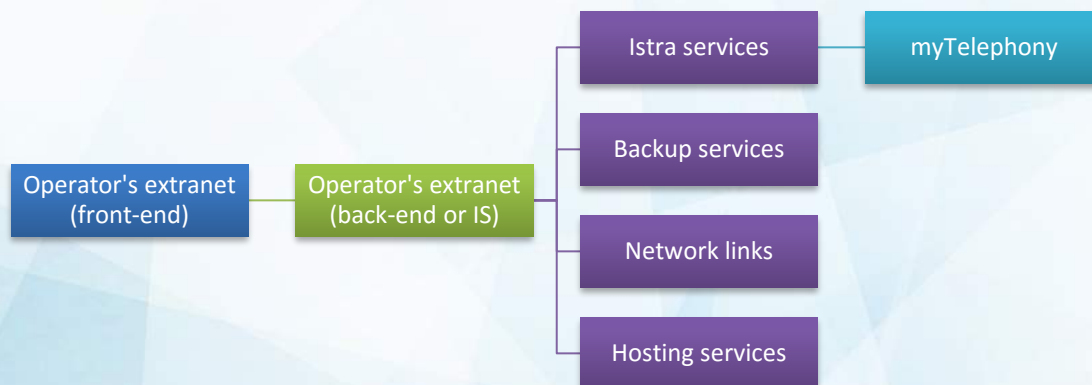 Istra services
myTelephony
Backup services
Operator's extranet
(front-end)
Operator's extranet
(back-end or IS)
Network links
Hosting services